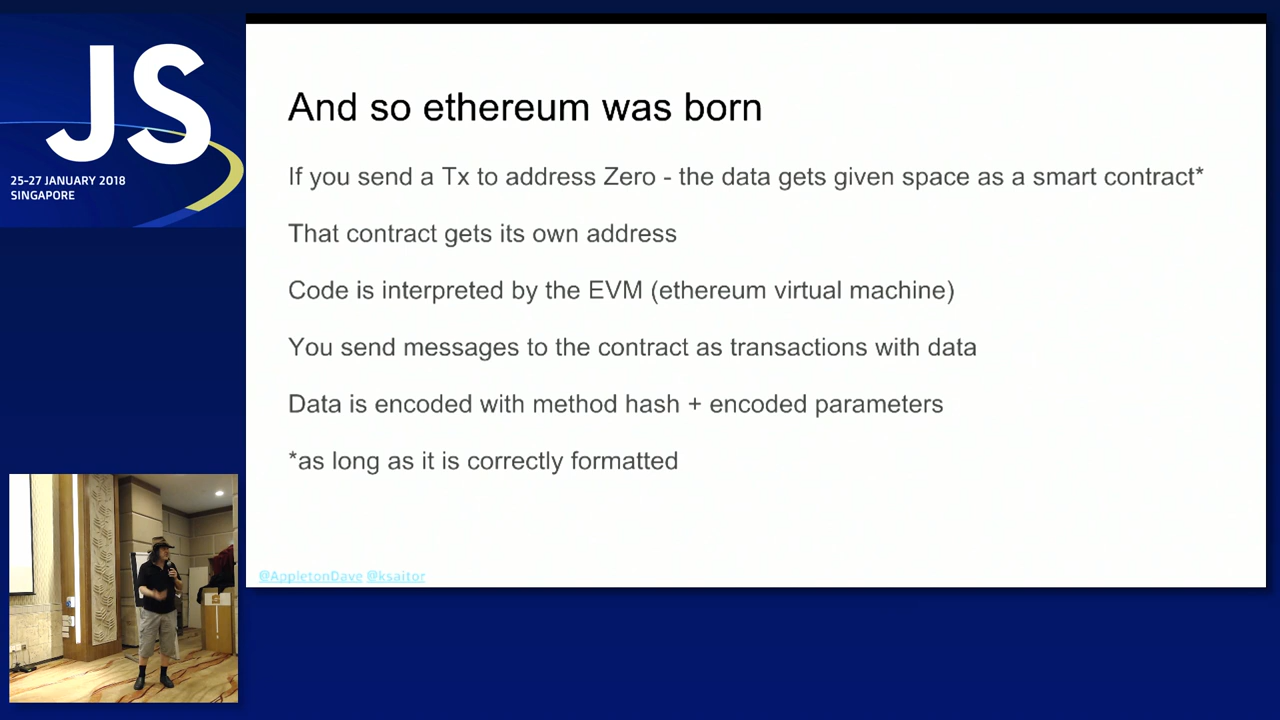 JS
25-27 JANUARY 2018
SINGAPORE
And so ethereum was born
If you send a Tx to address Zero - the data gets given space as a smart contract*
That contract gets its own address
Code is interpreted by the EVM (ethereum virtual machine)
You send messages to the contract as transactions with data
Data is encoded with method hash + encoded parameters
*as long as it is correctly formatted
@AppletonDave @ksaitor